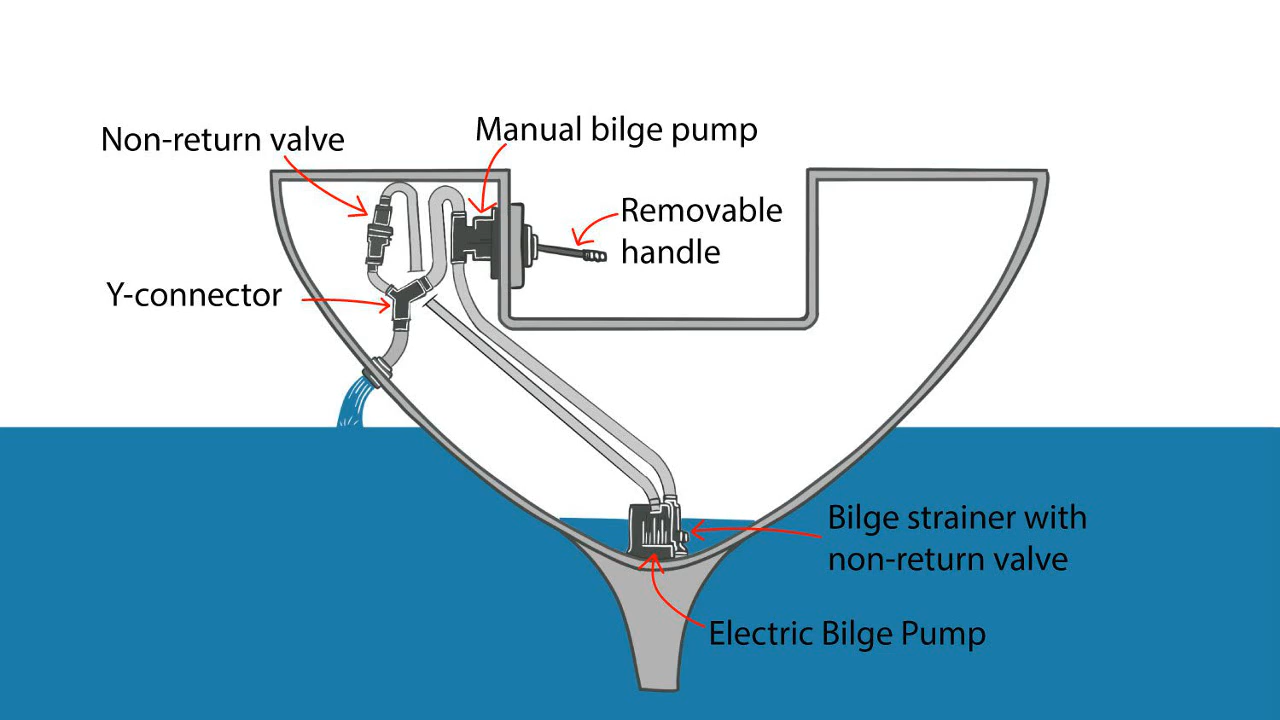 Manual bilge pump
Non-return valve
Removable
handle
Y-connector
Bilge strainer with
non-return valve
Electric Bilge Pump